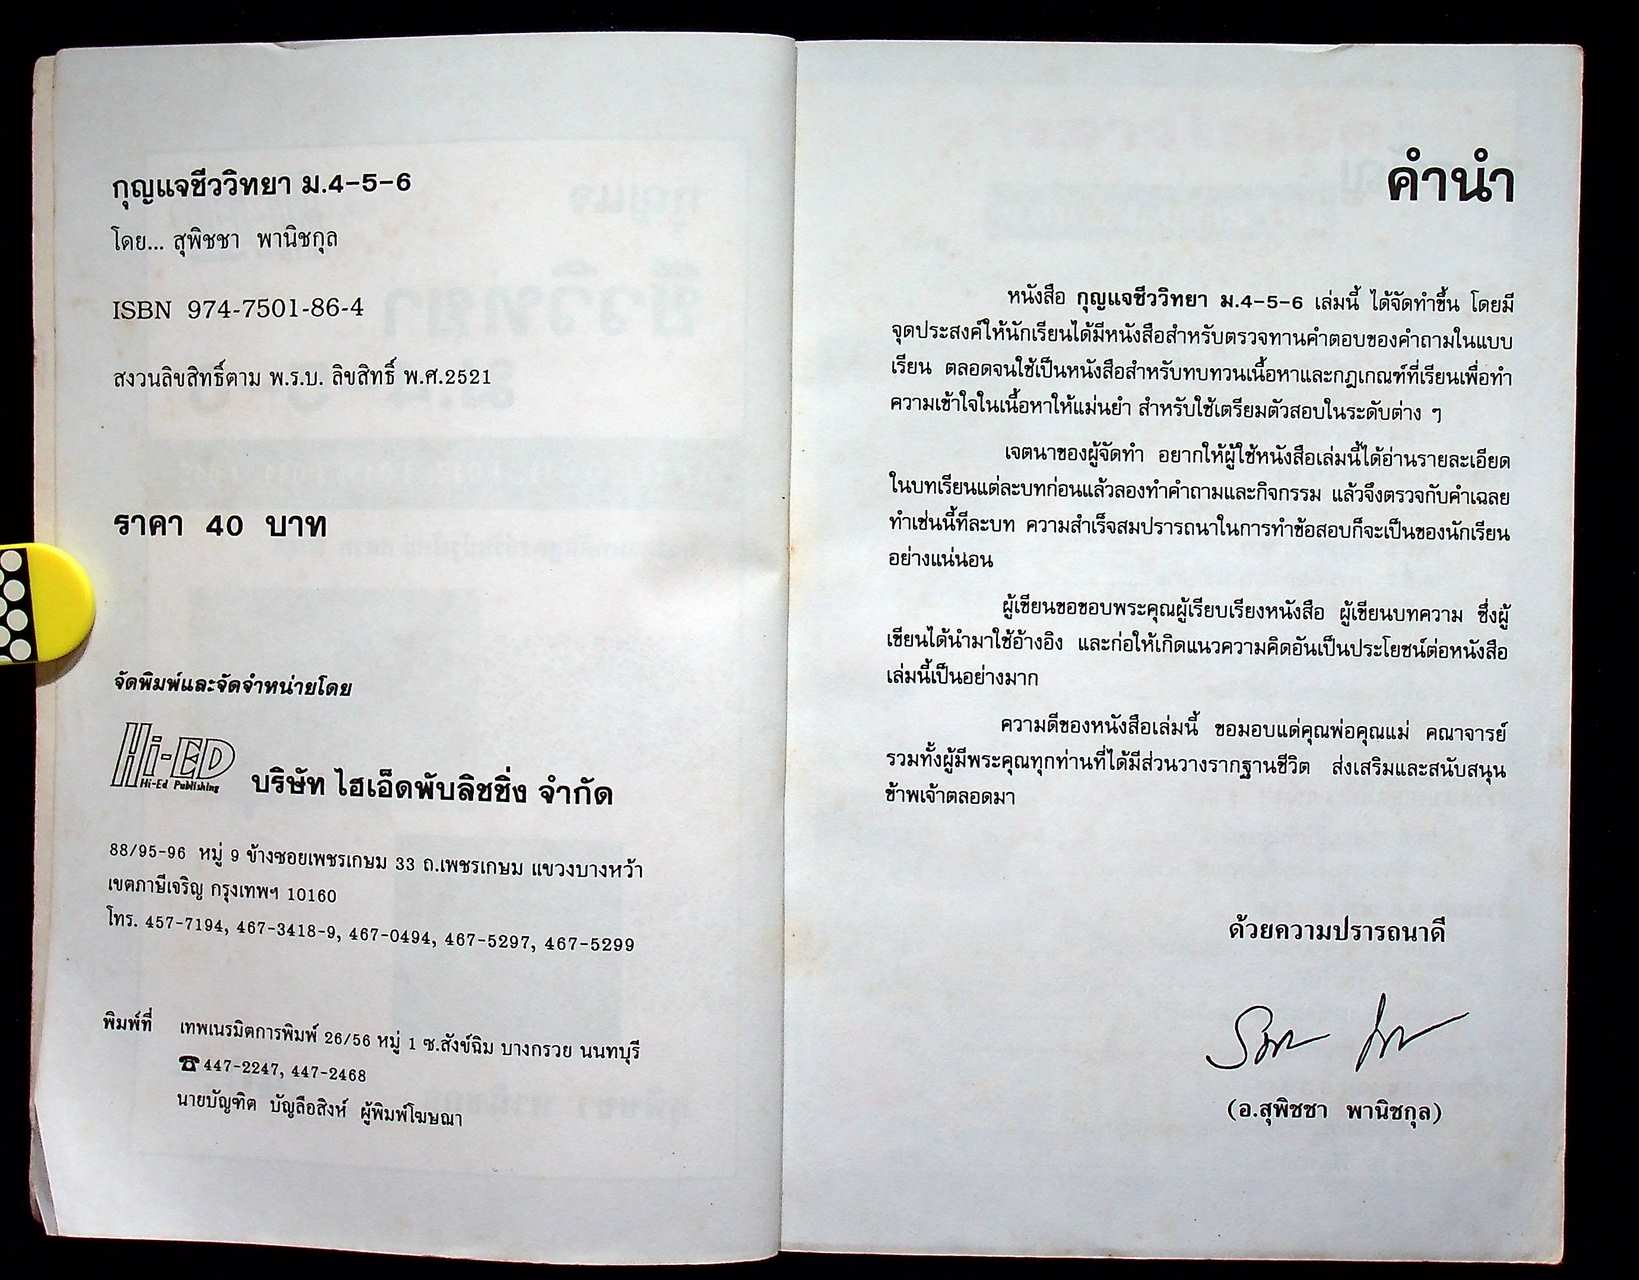 กุญแจชีววิทยา ม.4-5-6
โดย... สุพิชชา พานิชกุล
ISBN 974-7501-86-4
สงวนลิขสิทธิ์ตาม พ.ร.บ. ลิขสิทธิ์ พ.ศ.2521
ราคา 40 บาท
จัดพิมพ์และจัดจำหน่ายโดย
Hi-ED
Hi-Ed Publishing
บริษัท ไฮเอ็ดพับลิชชิ่ง จำกัด
88/95-96 หมู่ 9 ข้างซอยเพชรเกษม 33 ถ.เพชรเกษม แขวงบางหว้า
เขตภาษีเจริญ กรุงเทพฯ 10160
โทร. 457-7194, 467-3418-9, 467-0494, 467-5297, 467-5299
พิมพ์ที่ เทพเนรมิตการพิมพ์ 26/56 หมู่ 1 ซ.สังข์ฉิม บางกรวย นนทบุรี
☎ 447-2247, 447-2468
นายบัญฑิต บัญลือสิงห์ ผู้พิมพ์โฆษณา
คำนำ
หนังสือ กุญแจชีววิทยา ม.4-5-6 เล่มนี้ ได้จัดทำขึ้น โดยมี
จุดประสงค์ให้นักเรียนได้มีหนังสือสำหรับตรวจทานคำตอบของคำถามในแบบ
เรียน ตลอดจนใช้เป็นหนังสือสำหรับทบทวนเนื้อหาและกฎเกณฑ์ที่เรียนเพื่อทำ
ความเข้าใจในเนื้อหาให้แม่นยำ สำหรับใช้เตรียมตัวสอบในระดับต่าง ๆ
เจตนาของผู้จัดทำ อยากให้ผู้ใช้หนังสือเล่มนี้ได้อ่านรายละเอียด
ในบทเรียนแต่ละบทก่อนแล้วลองทำคำถามและกิจกรรม แล้วจึงตรวจกับคำเฉลย
ทำเช่นนี้ทีละบท ความสำเร็จสมปรารถนาในการทำข้อสอบก็จะเป็นของนักเรียน
อย่างแน่นอน
ผู้เขียนขอขอบพระคุณผู้เรียบเรียงหนังสือ ผู้เขียนบทความ ซึ่งผู้
เขียนได้นำมาใช้อ้างอิง และก่อให้เกิดแนวความคิดอันเป็นประโยชน์ต่อหนังสือ
เล่มนี้เป็นอย่างมาก
ความดีของหนังสือเล่มนี้ ขอมอบแด่คุณพ่อคุณแม่ คณาจารย์
รวมทั้งผู้มีพระคุณทุกท่านที่ได้มีส่วนวางรากฐานชีวิต ส่งเสริมและสนับสนุน
ข้าพเจ้าตลอดมา
ด้วยความปรารถนาดี
(อ.สุพิชชา พานิชกุล)